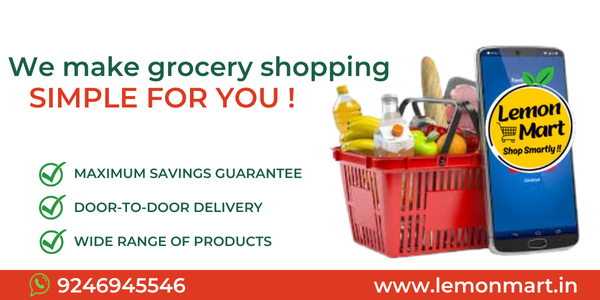 We make grocery shopping
SIMPLE FOR YOU !
MAXIMUM SAVINGS GUARANTEE
DOOR-TO-DOOR DELIVERY
WIDE RANGE OF PRODUCTS
Lemon
Mart
Shop Smartly !!
9246945546
www.lemonmart.in